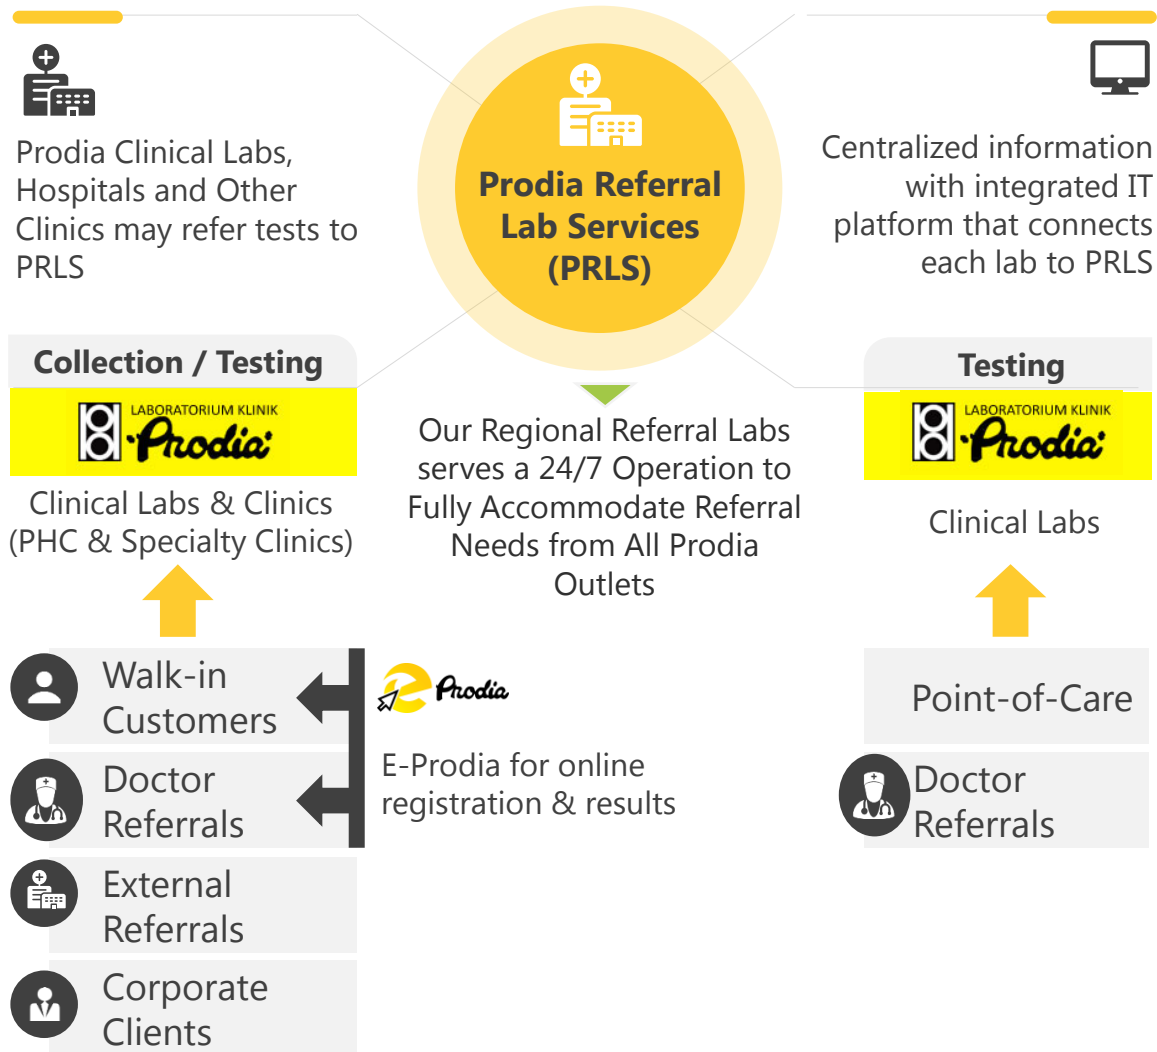 Prodia Clinical Labs,
Hospitals and Other
Clinics may refer tests to
PRLS
Prodia Referral
Lab Services
(PRLS)
Centralized information
with integrated IT
platform that connects
each lab to PRLS
Collection / Testing
LABORATORIUM KLINIK
Prodia
Clinical Labs & Clinics
(PHC & Specialty Clinics)
Our Regional Referral Labs
serves a 24/7 Operation to
Fully Accommodate Referral
Needs from All Prodia
Outlets
Testing
LABORATORIUM KLINIK
Prodia
Clinical Labs
Walk-in
Customers
Doctor
Referrals
External
Referrals
Corporate
Clients
e Prodia
E-Prodia for online
registration & results
Point-of-Care
Doctor
Referrals